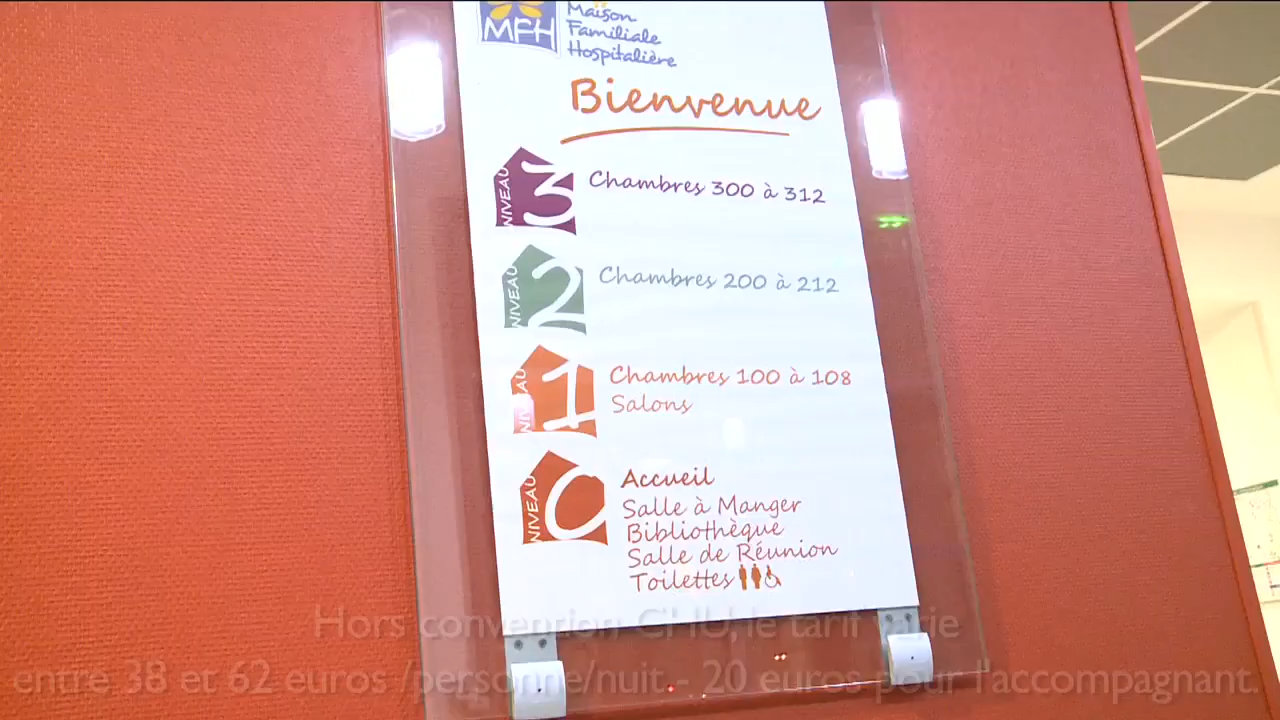 MFH
Maison
Familiale
Hospitalière
Bienvenue
NIVEAU 3
Chambres 300 à 312
NIVEAU 2
Chambres 200 à 212
NIVEAU 1
Chambres 100 à 108
Salons
NIVEAU 0
Accueil
Salle à Manger
Bibliothèque
Salle de Réunion
Toilettes
Hors convention CHU, le tarif varie
entre 38 et 62 euros /personne/nuit - 20 euros pour l'accompagnant.